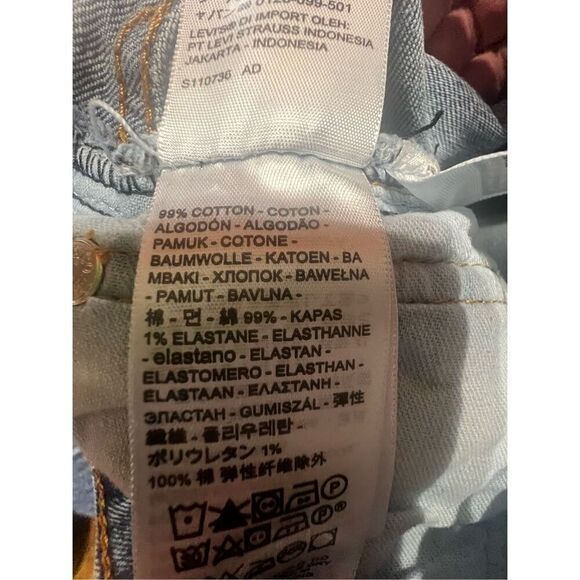 0120-099-501
LEVI'S® DI IMPORT OLEH:
PT LEVI STRAUSS INDONESIA
JAKARTA - INDONESIA
S110736 AD
99% COTTON - COTON -
ALGODÓN - ALGODÃO -
PAMUK - COTONE -
BAUMWOLLE - KATOEN - BA
MBAKI - ХЛОПОК - BAWEŁNA
- PAMUT - BAVLNA -
棉 - 면 - 綿 99% - KAPAS
1% ELASTANE - ELASTHANNE
- elastano - ELASTAN -
ELASTOMERO - ELASTHAN -
ELASTAAN - ΕΛΑΣΤΑΝΗ -
ЭЛАСТАН - GUMISZÁL - 彈性
纖維 - 폴리우레탄 -
ポリウレタン 1%
100% 棉 弹性纤维除外